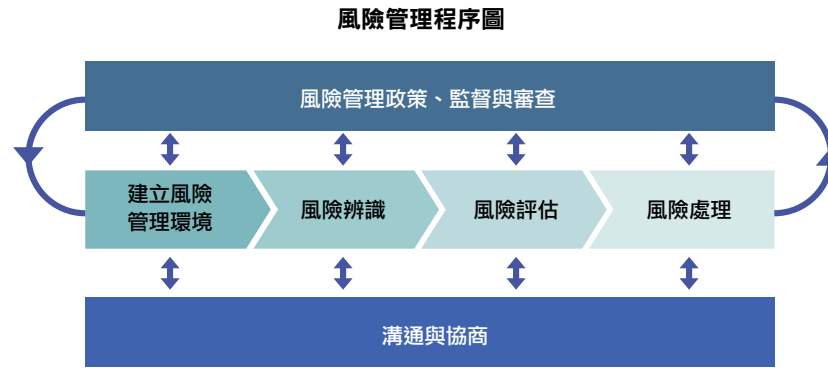 風險管理程序圖
風險管理政策、監督與審查
建立風險
管理環境
風險辨識
風險評估
風險處理
溝通與協商